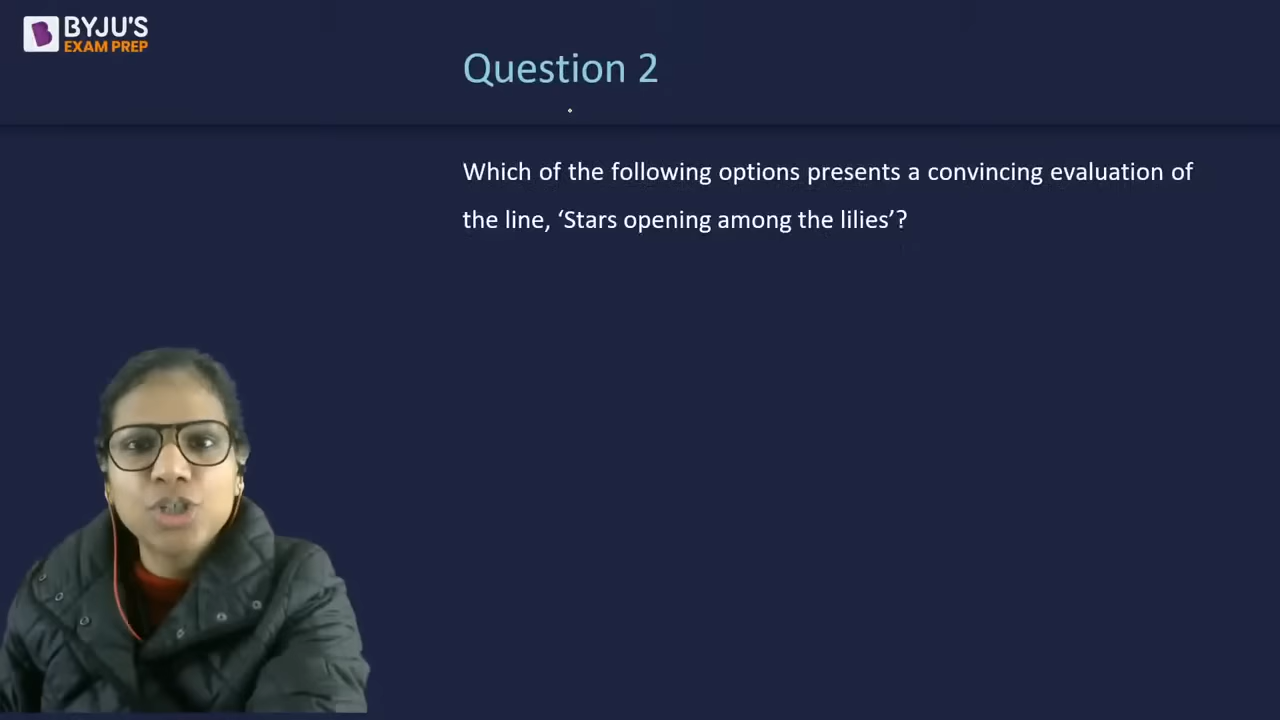 BYJU'S
EXAM PREP
Question 2
Which of the following options presents a convincing evaluation of
the line, ‘Stars opening among the lilies’?